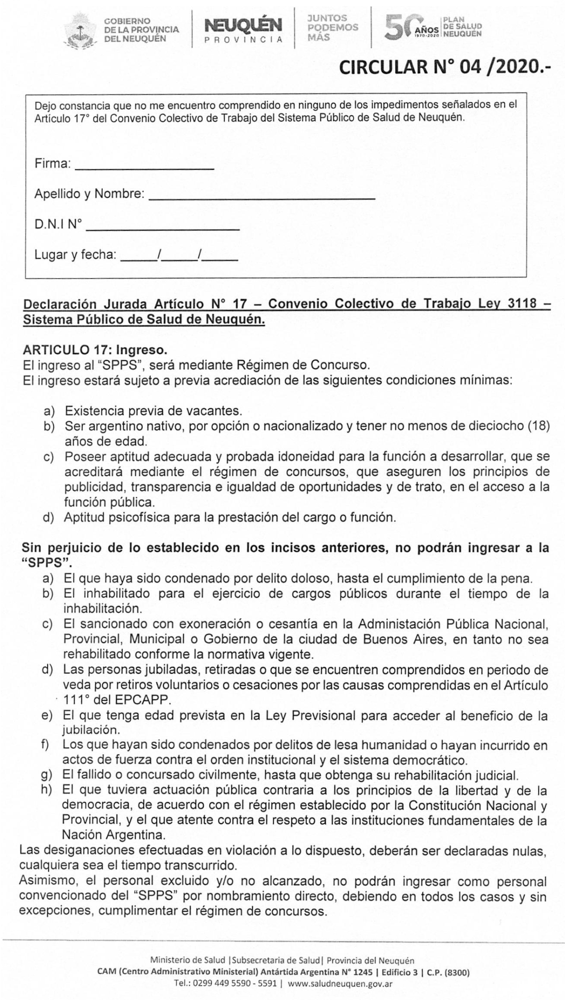 GOBIERNO
DE LA PROVINCIA
DEL NEUQUÉN
NEUQUÉN
PROVINCIA
JUNTOS
PODEMOS
MÁS
50 AÑOS
1970-2020
PLAN
DE SALUD
NEUQUÉN
CIRCULAR N° 04 /2020.-
Dejo constancia que no me encuentro comprendido en ninguno de los impedimentos señalados en el
Artículo 17° del Convenio Colectivo de Trabajo del Sistema Público de Salud de Neuquén.
Firma: ____________________
Apellido y Nombre: ________________________________
D.N.I N° ______________________
Lugar y fecha: _____/_____/_____
Declaración Jurada Artículo N° 17 – Convenio Colectivo de Trabajo Ley 3118 –
Sistema Público de Salud de Neuquén.
ARTICULO 17: Ingreso.
El ingreso al “SPPS”, será mediante Régimen de Concurso.
El ingreso estará sujeto a previa acrediación de las siguientes condiciones mínimas:
a) Existencia previa de vacantes.
b) Ser argentino nativo, por opción o nacionalizado y tener no menos de dieciocho (18)
años de edad.
c) Poseer aptitud adecuada y probada idoneidad para la función a desarrollar, que se
acreditará mediante el régimen de concursos, que aseguren los principios de
publicidad, transparencia e igualdad de oportunidades y de trato, en el acceso a la
función pública.
d) Aptitud psicofísica para la prestación del cargo o función.
Sin perjuicio de lo establecido en los incisos anteriores, no podrán ingresar a la
“SPPS”.
a) El que haya sido condenado por delito doloso, hasta el cumplimiento de la pena.
b) El inhabilitado para el ejercicio de cargos públicos durante el tiempo de la
inhabilitación.
c) El sancionado con exoneración o cesantía en la Administación Pública Nacional,
Provincial, Municipal o Gobierno de la ciudad de Buenos Aires, en tanto no sea
rehabilitado conforme la normativa vigente.
d) Las personas jubiladas, retiradas o que se encuentren comprendidos en periodo de
veda por retiros voluntarios o cesaciones por las causas comprendidas en el Artículo
111° del EPCAPP.
e) El que tenga edad prevista en la Ley Previsional para acceder al beneficio de la
jubilación.
f) Los que hayan sido condenados por delitos de lesa humanidad o hayan incurrido en
actos de fuerza contra el orden institucional y el sistema democrático.
g) El fallido o concursado civilmente, hasta que obtenga su rehabilitación judicial.
h) El que tuviera actuación pública contraria a los principios de la libertad y de la
democracia, de acuerdo con el régimen establecido por la Constitución Nacional y
Provincial, y el que atente contra el respeto a las instituciones fundamentales de la
Nación Argentina.
Las desiganaciones efectuadas en violación a lo dispuesto, deberán ser declaradas nulas,
cualquiera sea el tiempo transcurrido.
Asimismo, el personal excluido y/o no alcanzado, no podrán ingresar como personal
convencionado del “SPPS” por nombramiento directo, debiendo en todos los casos y sin
excepciones, cumplimentar el régimen de concursos.
Ministerio de Salud |Subsecretaria de Salud| Provincia del Neuquén
CAM (Centro Administrativo Ministerial) Antártida Argentina N° 1245 | Edificio 3 | C.P. (8300)
Tel.: 0299 449 5590 - 5591 | www.saludneuquen.gov.ar